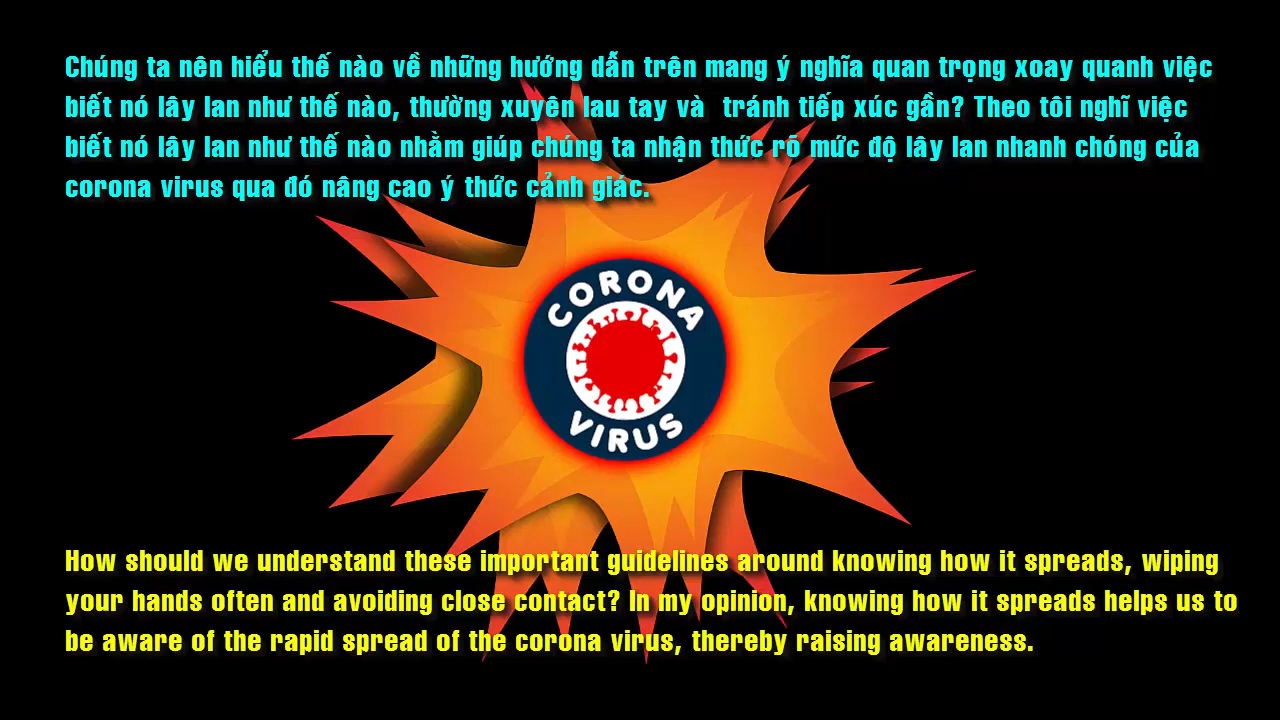 Chúng ta nên hiểu thế nào về những hướng dẫn trên mang ý nghĩa quan trọng xoay quanh việc
biết nó lây lan như thế nào, thường xuyên lau tay và  tránh tiếp xúc gần? Theo tôi nghĩ việc
biết nó lây lan như thế nào nhằm giúp chúng ta nhận thức rõ mức độ lây lan nhanh chóng của
corona virus qua đó nâng cao ý thức cảnh giác.
CORONA
VIRUS
How should we understand these important guidelines around knowing how it spreads, wiping
your hands often and avoiding close contact? In my opinion, knowing how it spreads helps us to
be aware of the rapid spread of the corona virus, thereby raising awareness.